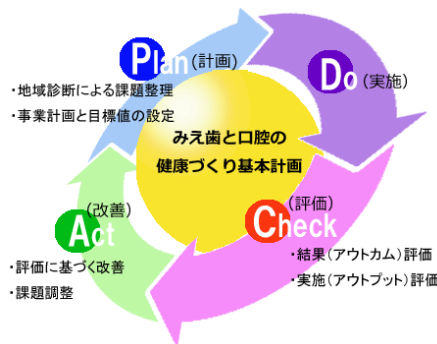 Plan(計画)
・地域診断による課題整理
・事業計画と目標値の設定
Do(実施)
みえ歯と口腔の
健康づくり基本計画
(評価)
Check
・結果(アウトカム)評価
・実施(アウトプット)評価
(改善)
Act
・評価に基づく改善
・課題調整